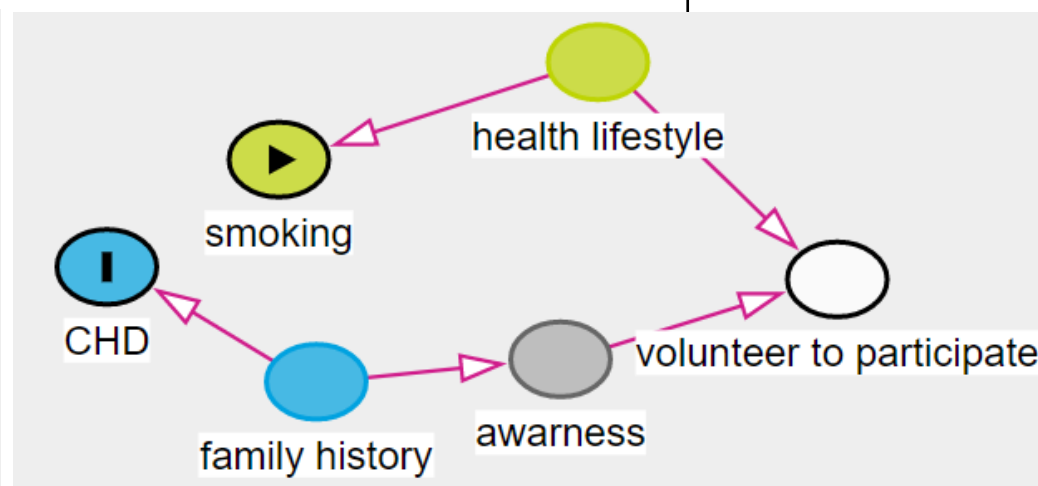 health lifestyle
smoking
CHD
volunteer to participate
awarness
family history